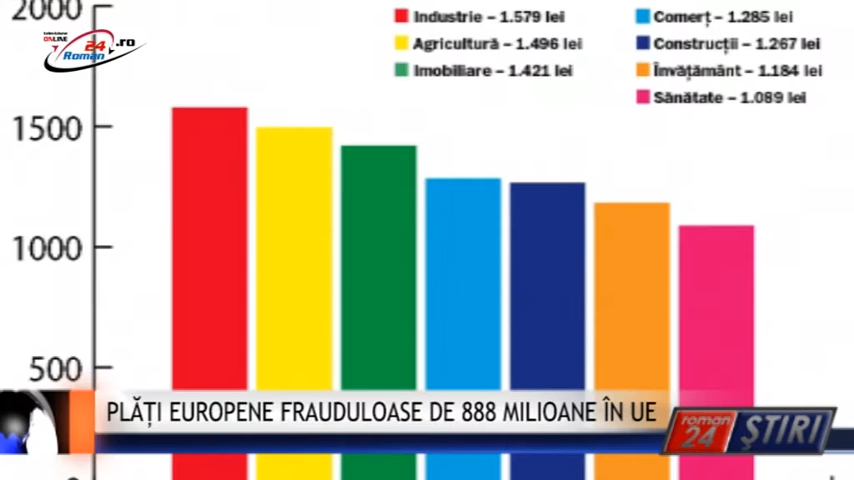 2000
1500
1000
500
televiziune
ONLINE
24
Roman
.ro
Industrie – 1.579 lei
Agricultură – 1.496 lei
Imobiliare – 1.421 lei
Comerț – 1.285 lei
Construcții – 1.267 lei
Învățământ – 1.184 lei
Sănătate – 1.089 lei
PLĂȚI EUROPENE FRAUDULOASE DE 888 MILIOANE ÎN UE
roman
24
ȘTIRI